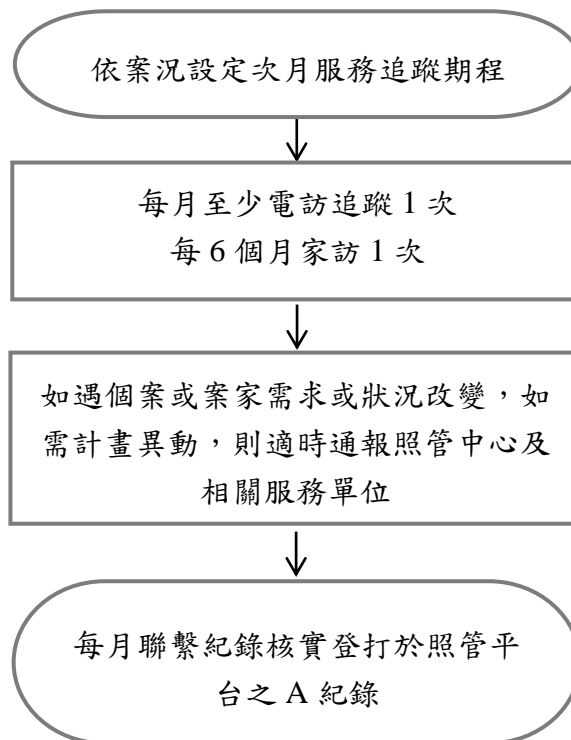 依案況設定次月服務追蹤期程
每月至少電訪追蹤 1 次
每 6 個月家訪 1 次
如遇個案或案家需求或狀況改變，如
需計畫異動，則適時通報照管中心及
相關服務單位
每月聯繫紀錄核實登打於照管平
台之 A 紀錄